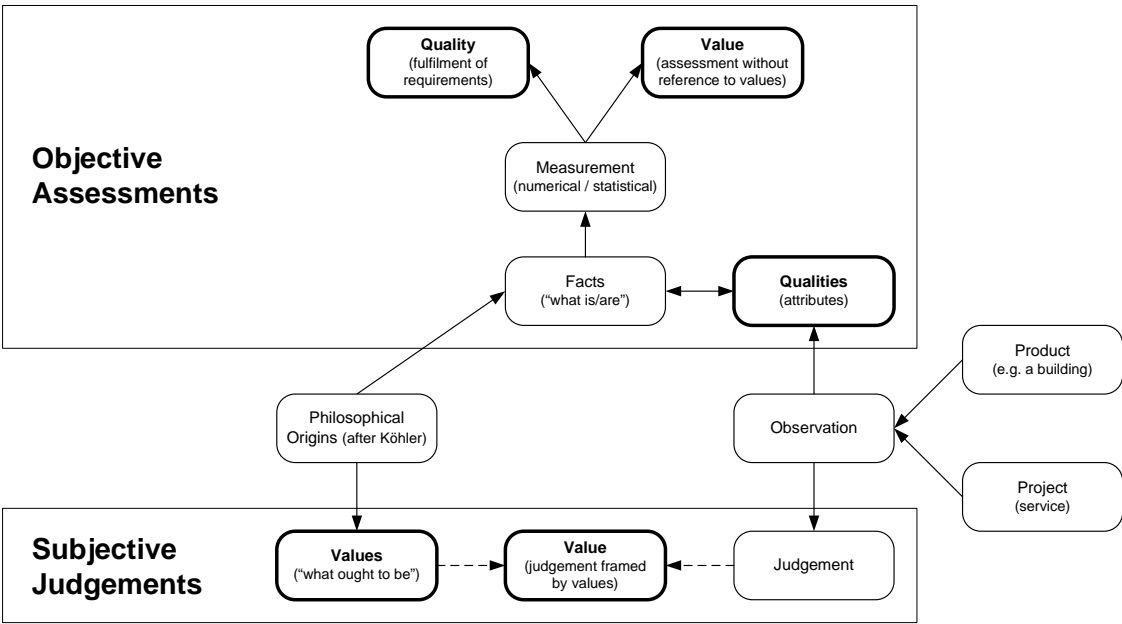 Quality
(fulfilment of
requirements)
Value
(assessment without
reference to values)
Objective
Assessments
Measurement
(numerical / statistical)
Facts
(“what is/are”)
Qualities
(attributes)
Product
(e.g. a building)
Philosophical
Origins (after Köhler)
Observation
Project
(service)
Subjective
Judgements
Values
(“what ought to be”)
Value
(judgement framed
by values)
Judgement